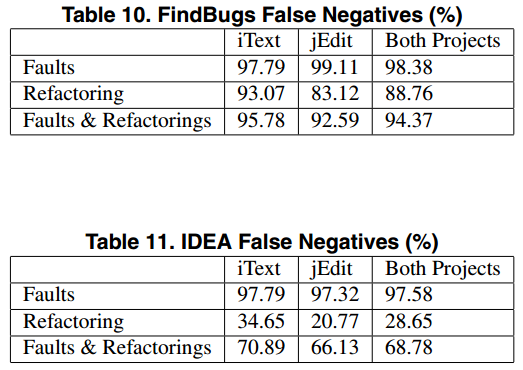 Table 10. FindBugs False Negatives (%)
iText jEdit Both Projects
Faults 97.79 99.11 98.38
Refactoring 93.07 83.12 88.76
Faults & Refactorings 95.78 92.59 94.37
Table 11. IDEA False Negatives (%)
iText jEdit Both Projects
Faults 97.79 97.32 97.58
Refactoring 34.65 20.77 28.65
Faults & Refactorings 70.89 66.13 68.78